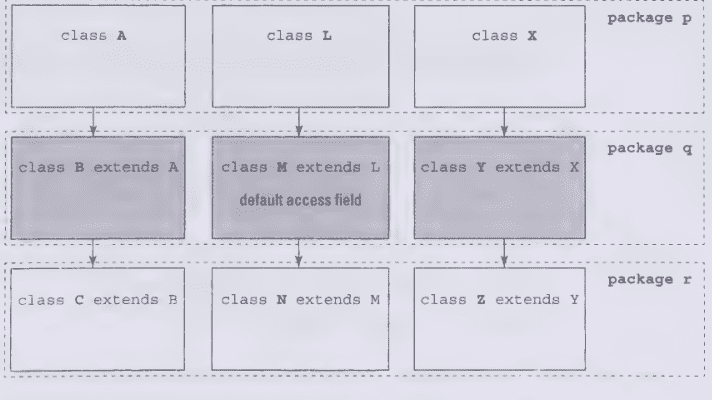 package p
class A
class L
class X
package q
class B extends A
class M extends L
default access field
class Y extends X
package r
class C extends B
class N extends M
class Z extends Y